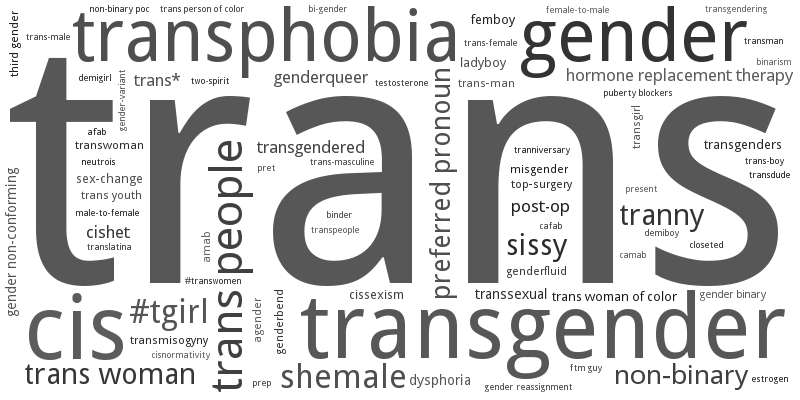 non-binary poc
trans person of color
bi-gender
female-to-male
transgendering
third gender
trans-male
transphobia
femboy
gender
trans-female
transman
ladyboy
binarism
demigirl
gender-variant
trans*
two-spirit
genderqueer
testosterone
trans-man
hormone replacement therapy
puberty blockers
trans
afab
transwoman
neutrois
sex-change
trans youth
male-to-female
cishet
translatina
gender non-conforming
amab
trans people
transgendered
pret
trans-masculine
binder
transpeople
preferred pronoun
tranniversary
misgender
top-surgery
post-op
cafab
sissy
genderfluid
transgirl
transgenders
trans-boy
transdude
present
tranny
demiboy
closeted
camab
#transwomen
cis
#tgirl
transmisogyny
cisnormativity
agender
genderbend
cissexism
transsexual
trans woman of color
gender binary
transgender
trans woman
prep
shemale
dysphoria
gender reassignment
ftm guy
non-binary
estrogen